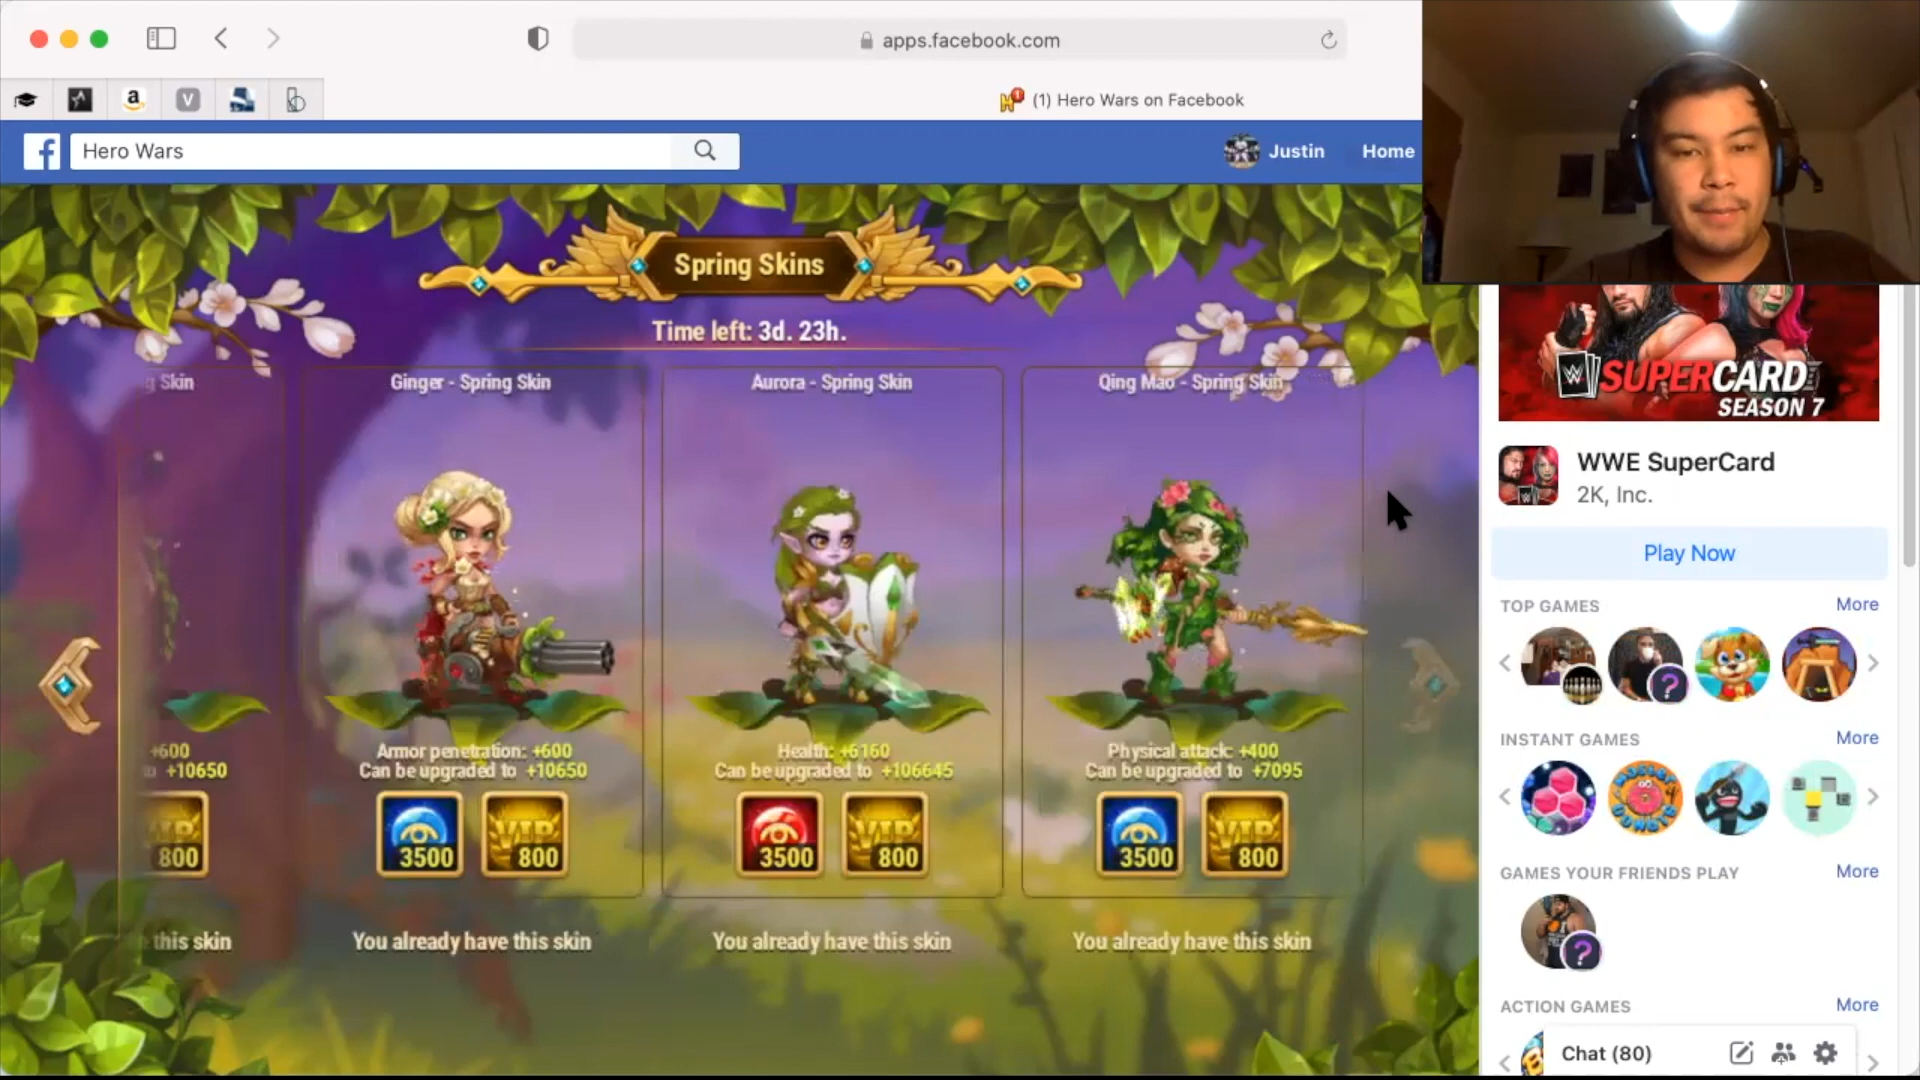 apps.facebook.com
a
V
(1) Hero Wars on Facebook
Hero Wars
Justin
Home
Spring Skins
Time left: 3d. 23h.
g Skin
Ginger - Spring Skin
Aurora - Spring Skin
Qing Mao - Spring Skin
+600
+10650
Armor penetration: +600
Can be upgraded to +10650
Health: +6160
Can be upgraded to +106645
Physical attack: +400
Can be upgraded to +7095
VIP
800
3500
VIP
800
3500
VIP
800
3500
VIP
800
this skin
You already have this skin
You already have this skin
You already have this skin
W SUPERCARD
SEASON 7
WWE SuperCard
2K, Inc.
Play Now
TOP GAMES
More
INSTANT GAMES
More
GAMES YOUR FRIENDS PLAY
More
ACTION GAMES
More
Chat (80)